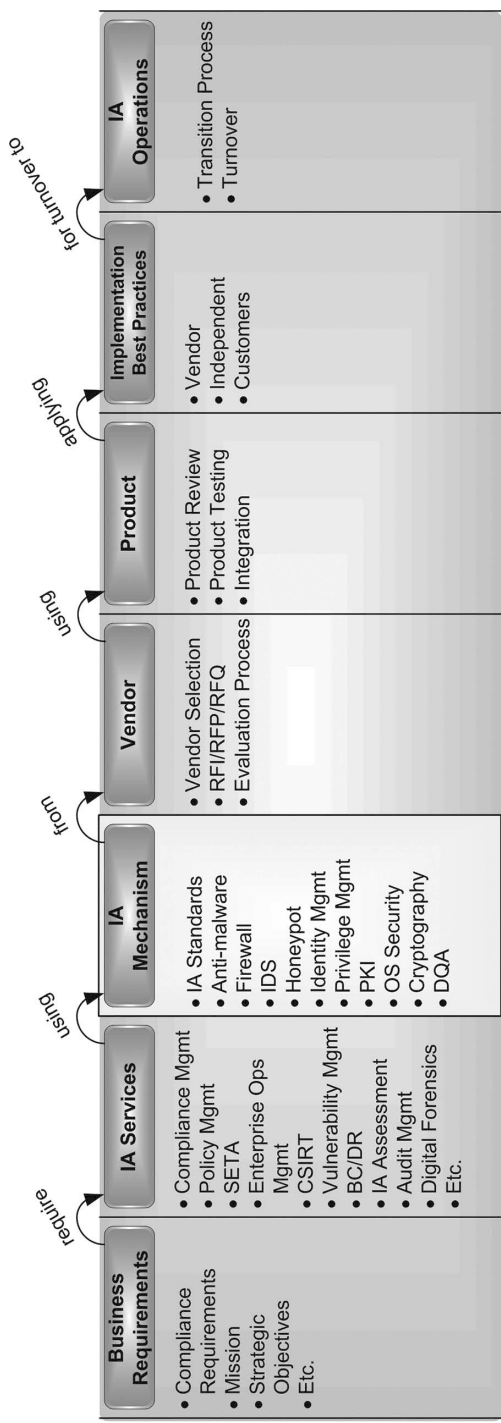 require
using
from
using
applying
for turnover to
Business
Requirements
• Compliance
Requirements
• Mission
• Strategic
Objectives
• Etc.
IA Services
• Compliance Mgmt
• Policy Mgmt
• SETA
• Enterprise Ops
Mgmt
• CSIRT
• Vulnerability Mgmt
• BC/DR
• IA Assessment
• Audit Mgmt
• Digital Forensics
• Etc.
IA
Mechanism
• IA Standards
• Anti-malware
• Firewall
• IDS
• Honeypot
• Identity Mgmt
• Privilege Mgmt
• PKI
• OS Security
• Cryptography
• DQA
Vendor
• Vendor Selection
• RFI/RFP/RFQ
• Evaluation Process
Product
• Product Review
• Product Testing
• Integration
Implementation
Best Practices
• Vendor
• Independent
• Customers
IA
Operations
• Transition Process
• Turnover